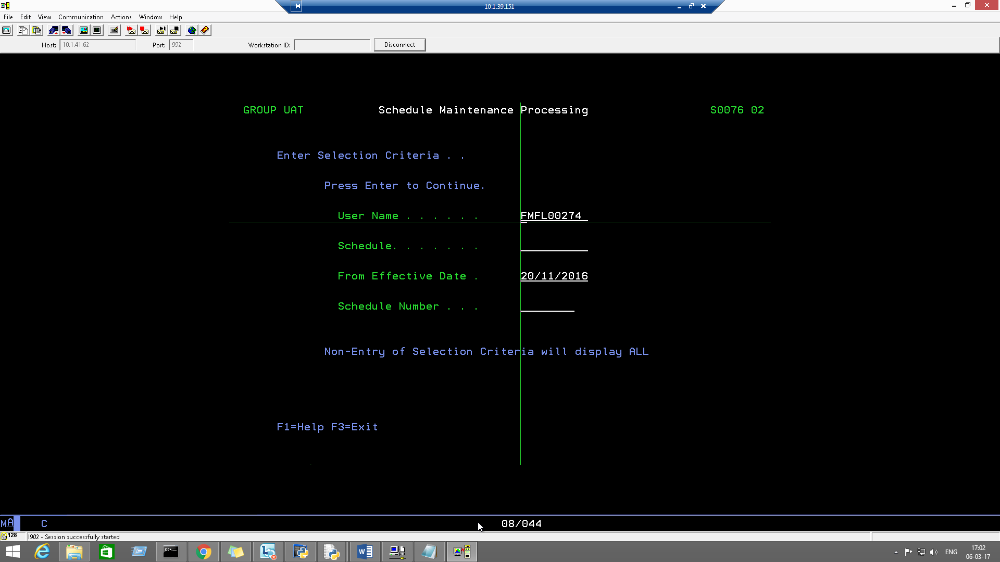 10.1.39.151
File Edit View Communication Actions Window Help
Host: 10.1.41.62 Port: 992 Workstation ID: Disconnect
GROUP UAT Schedule Maintenance Processing S0076 02
Enter Selection Criteria . .
Press Enter to Continue.
User Name . . . . . . FMFL00274
Schedule. . . . . . .
From Effective Date . 20/11/2016
Schedule Number . . .
Non-Entry of Selection Criteria will display ALL
F1=Help F3=Exit
MA C 08/044
128 I902 - Session successfully started
C:\_ W ENG 17:02
06-03-17